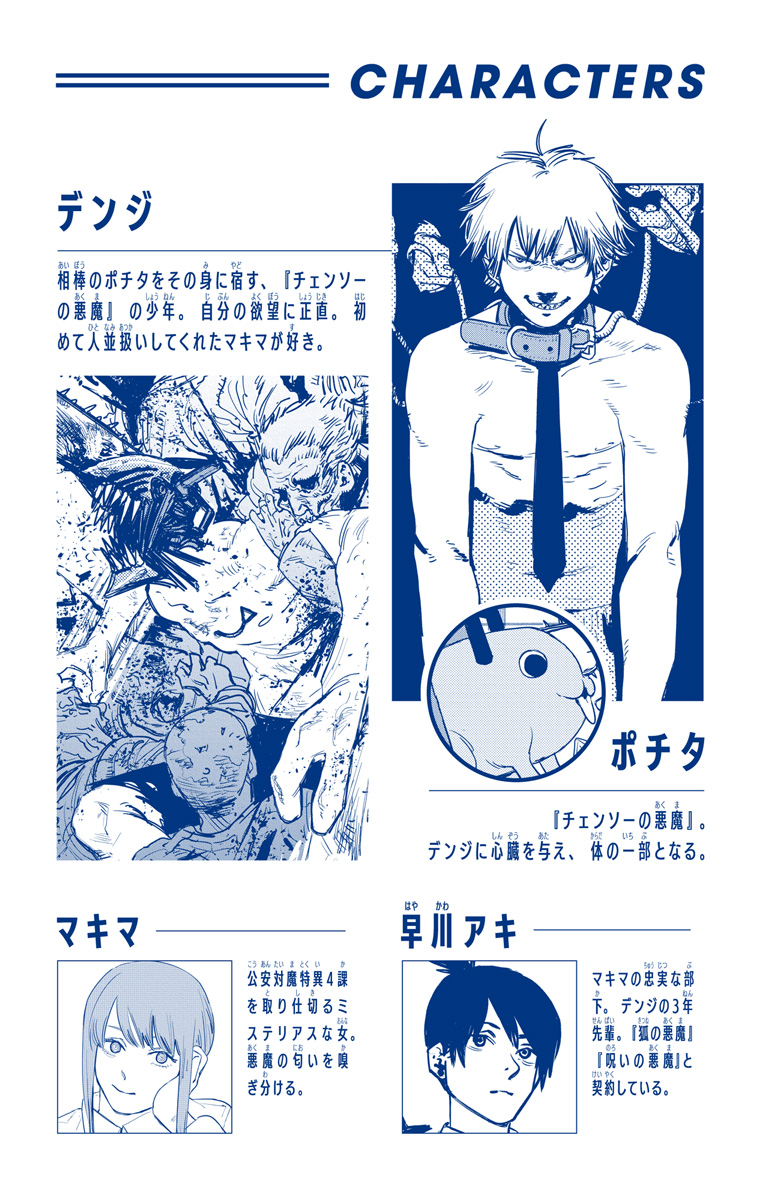 CHARACTERS
デンジ
相棒のポチタをその身に宿す、『チェンソー
の悪魔』の少年。自分の欲望に正直。初
めて人並扱いしてくれたマキマが好き。
ポチタ
『チェンソーの悪魔』。
デンジに心臓を与え、体の一部となる。
マキマ
公安対魔特異4課
を取り仕切るミ
ステリアスな女。
悪魔の匂いを嗅
ぎ分ける。
早川アキ
マキマの忠実な部
下。デンジの3年
先輩。『狐の悪魔』
『呪いの悪魔』と
契約している。